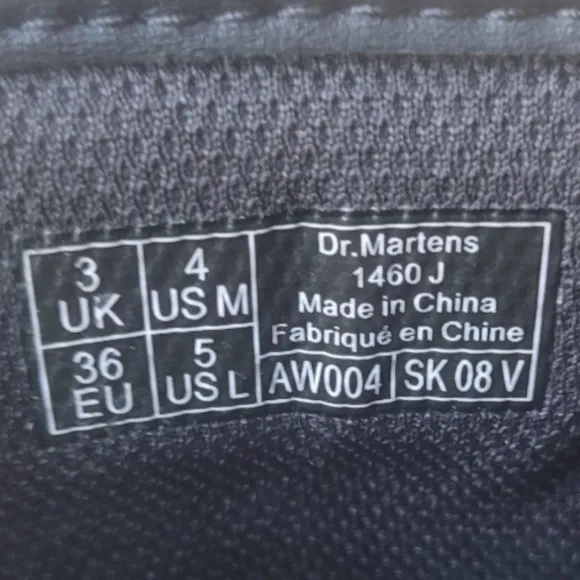 3
UK
4
US M
36
EU
5
US L
Dr.Martens
1460 J
Made in China
Fabriqué en Chine
AW004
SK 08 V